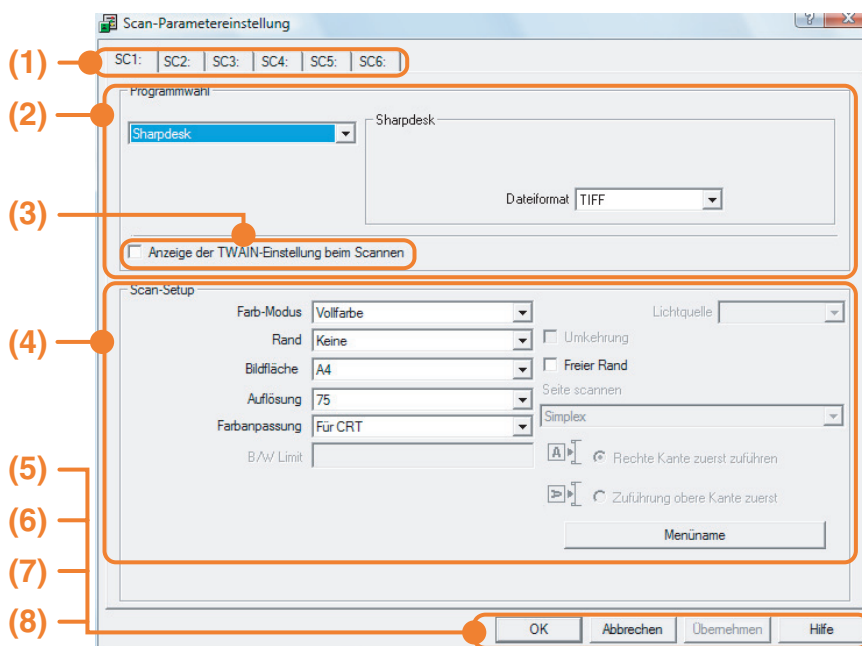 Scan-Parametereinstellung
(1)
SC1: SC2: SC3: SC4: SC5: SC6:
(2)
Programmwahl
Sharpdesk
Sharpdesk
Dateiformat TIFF
(3)
Anzeige der TWAIN-Einstellung beim Scannen
(4)
Scan-Setup
Farb-Modus Vollfarbe
Lichtquelle
Rand Keine
Umkehrung
Bildfläche A4
Freier Rand
Auflösung 75
Seite scannen
Farbanpassung Für CRT
Simplex
B/W Limit
A Rechte Kante zuerst zuführen
A Zuführung obere Kante zuerst
Menüname
(5)
(6)
(7)
(8)
OK Abbrechen Übernehmen Hilfe